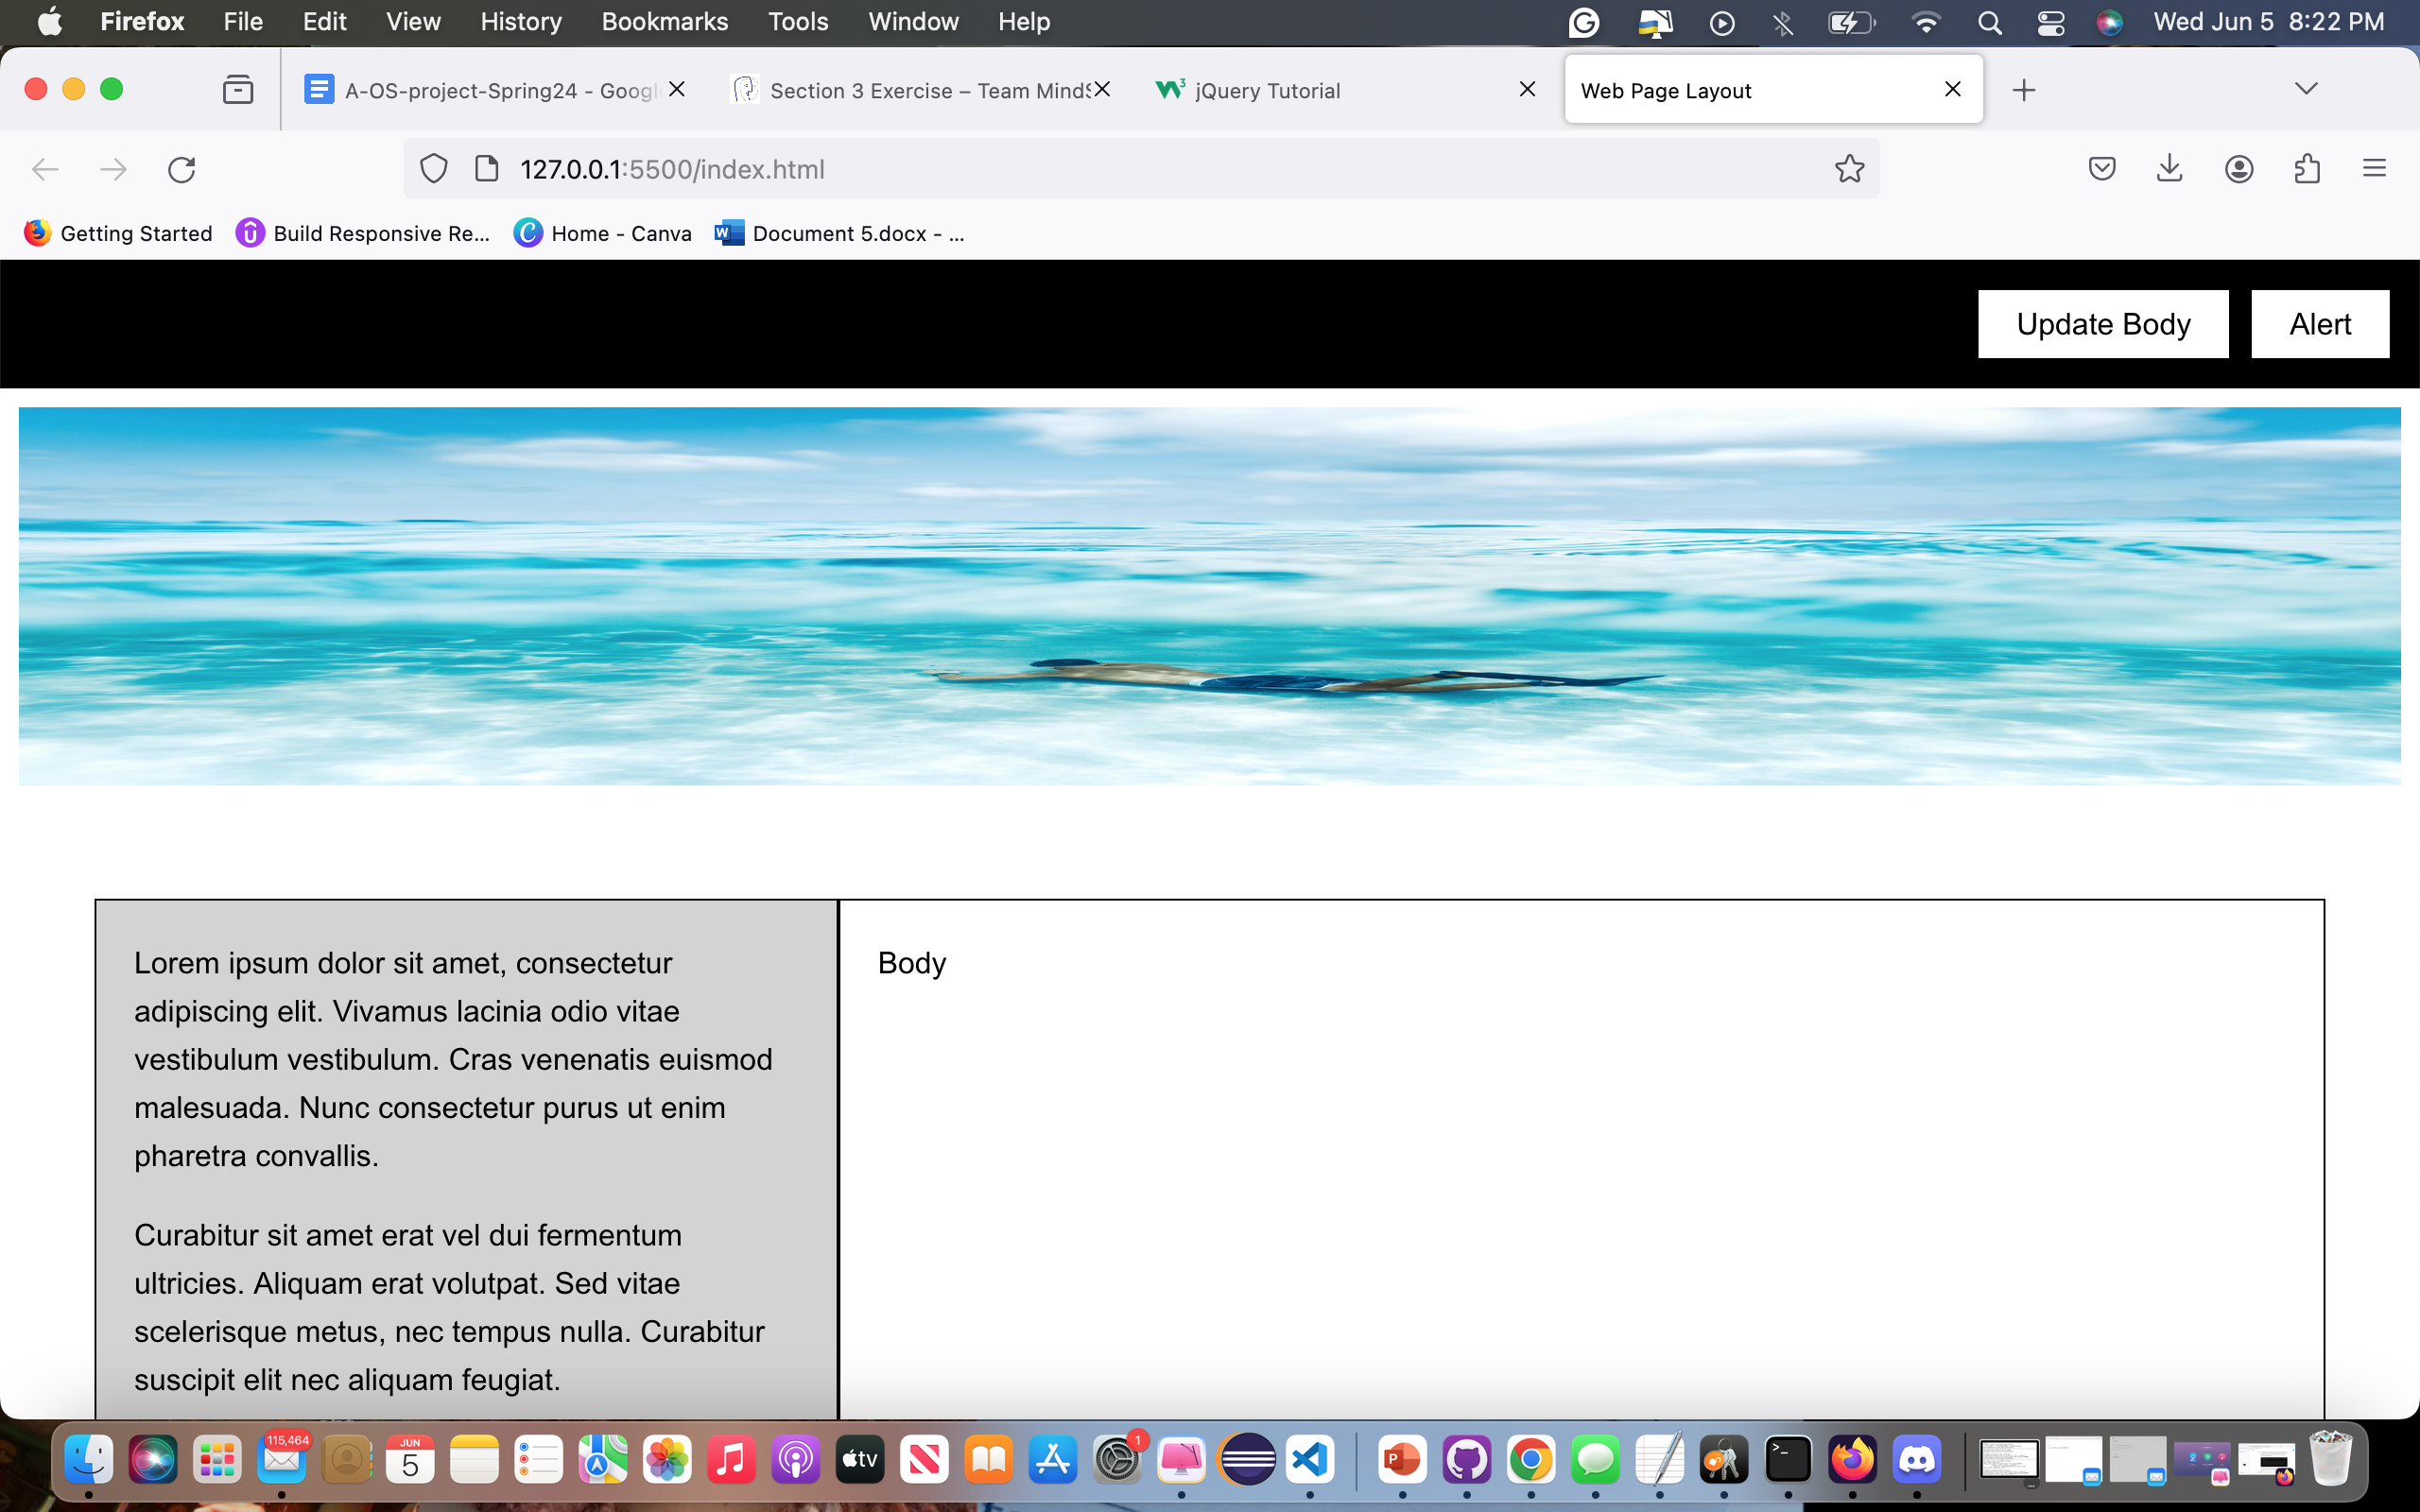 Firefox File Edit View History Bookmarks Tools Window Help Wed Jun 5 8:22 PM
A-OS-project-Spring24 - Googl Section 3 Exercise – Team MindS jQuery Tutorial Web Page Layout
127.0.0.1:5500/index.html
Getting Started Build Responsive Re... Home - Canva Document 5.docx - ...
Update Body Alert
Lorem ipsum dolor sit amet, consectetur
adipiscing elit. Vivamus lacinia odio vitae
vestibulum vestibulum. Cras venenatis euismod
malesuada. Nunc consectetur purus ut enim
pharetra convallis.
Curabitur sit amet erat vel dui fermentum
ultricies. Aliquam erat volutpat. Sed vitae
scelerisque metus, nec tempus nulla. Curabitur
suscipit elit nec aliquam feugiat.
Body
115,464 JUN 1
5 tv P